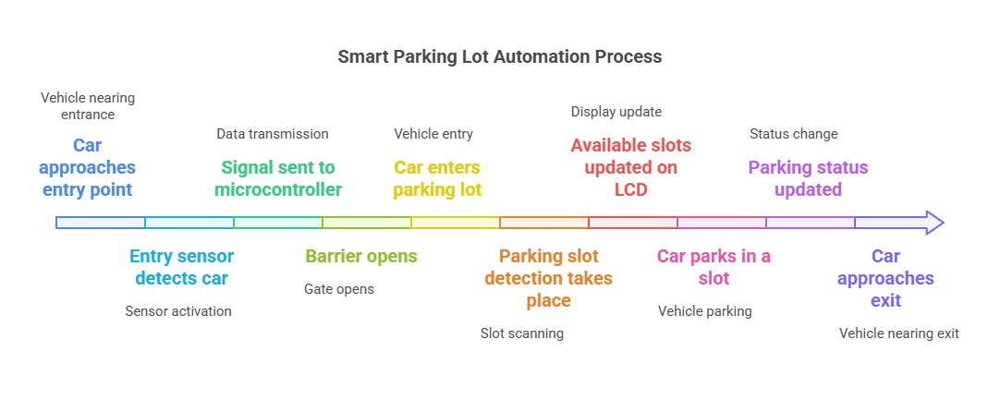 Smart Parking Lot Automation Process
Vehicle nearing
entrance
Car
approaches
entry point
Entry sensor
detects car
Sensor activation
Data transmission
Signal sent to
microcontroller
Barrier opens
Gate opens
Vehicle entry
Car enters
parking lot
Parking slot
detection takes
place
Slot scanning
Display update
Available slots
updated on
LCD
Car parks in a
slot
Vehicle parking
Status change
Parking status
updated
Car
approaches
exit
Vehicle nearing exit